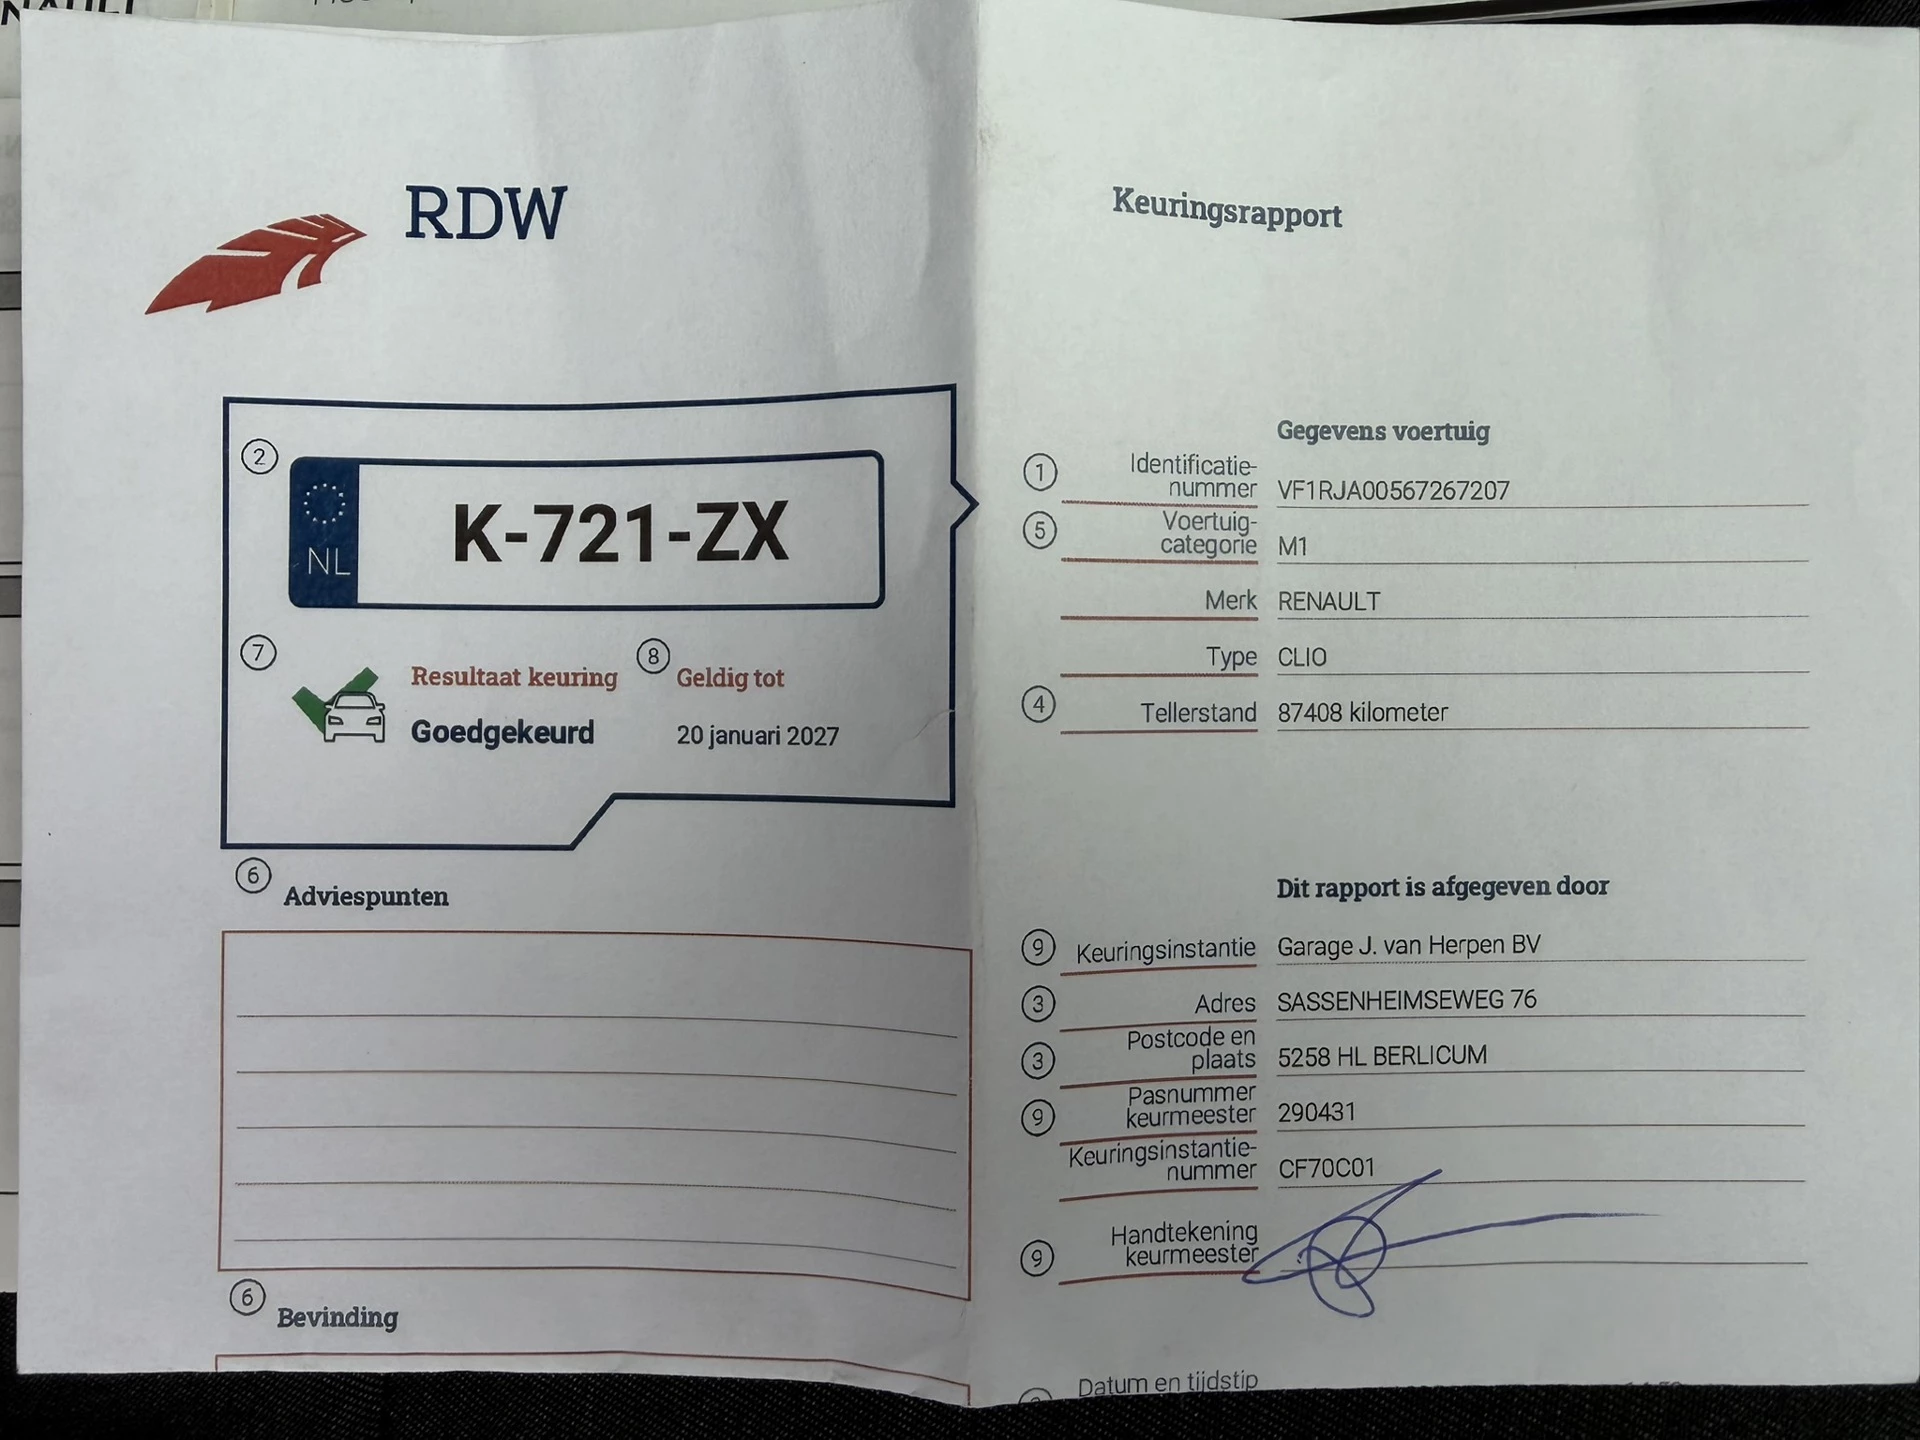 RDW
2
NL
K-721-ZX
7
Resultaat keuring
Goedgekeurd
8
Geldig tot
20 januari 2027
6
Adviespunten
6
Bevinding
Keuringsrapport
Gegevens voertuig
1
Identificatie-
nummer VF1RJA00567267207
5
Voertuig-
categorie M1
Merk RENAULT
Type CLIO
4
Tellerstand 87408 kilometer
Dit rapport is afgegeven door
9
Keuringsinstantie Garage J. van Herpen BV
3
Adres SASSENHEIMSEWEG 76
3
Postcode en
plaats 5258 HL BERLICUM
9
Pasnummer
keurmeester 290431
Keuringsinstantie-
nummer CF70C01
9
Handtekening
keurmeester
Datum en tijdstip